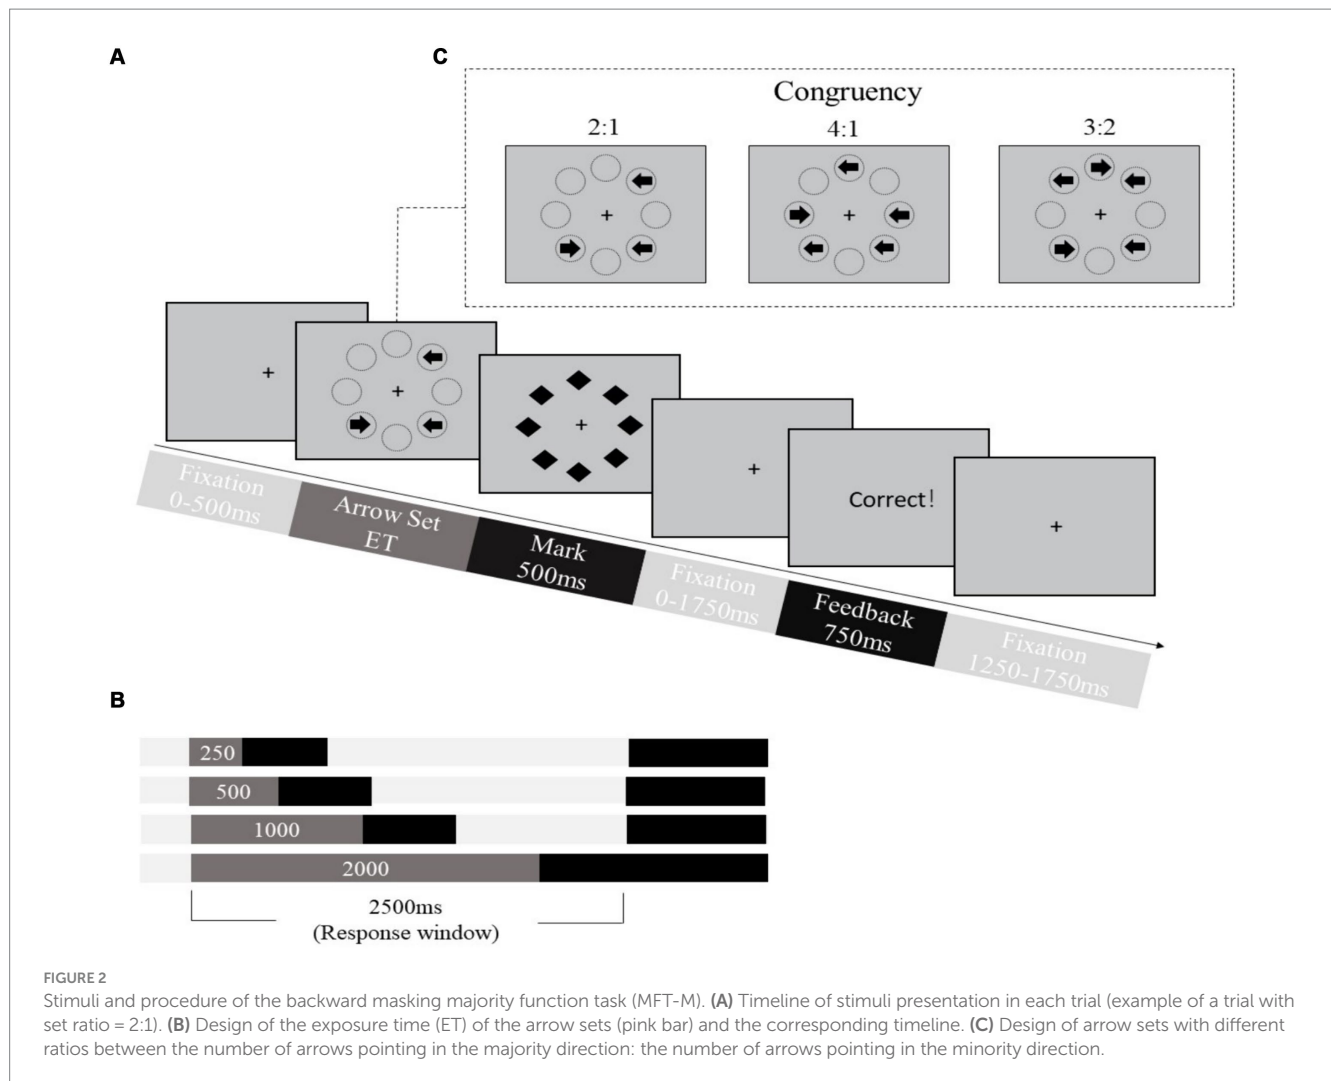 A
C
Congruency
2:1
4:1
3:2
+
+
+
+
+
+
+
Correct!
+
Fixation
0-500ms
Arrow Set
ET
Mark
500ms
Fixation
0-1750ms
Feedback
750ms
Fixation
1250-1750ms
B
250
500
1000
2000
2500ms
(Response window)
FIGURE 2
Stimuli and procedure of the backward masking majority function task (MFT-M). (A) Timeline of stimuli presentation in each trial (example of a trial with
set ratio = 2:1). (B) Design of the exposure time (ET) of the arrow sets (pink bar) and the corresponding timeline. (C) Design of arrow sets with different
ratios between the number of arrows pointing in the majority direction: the number of arrows pointing in the minority direction.